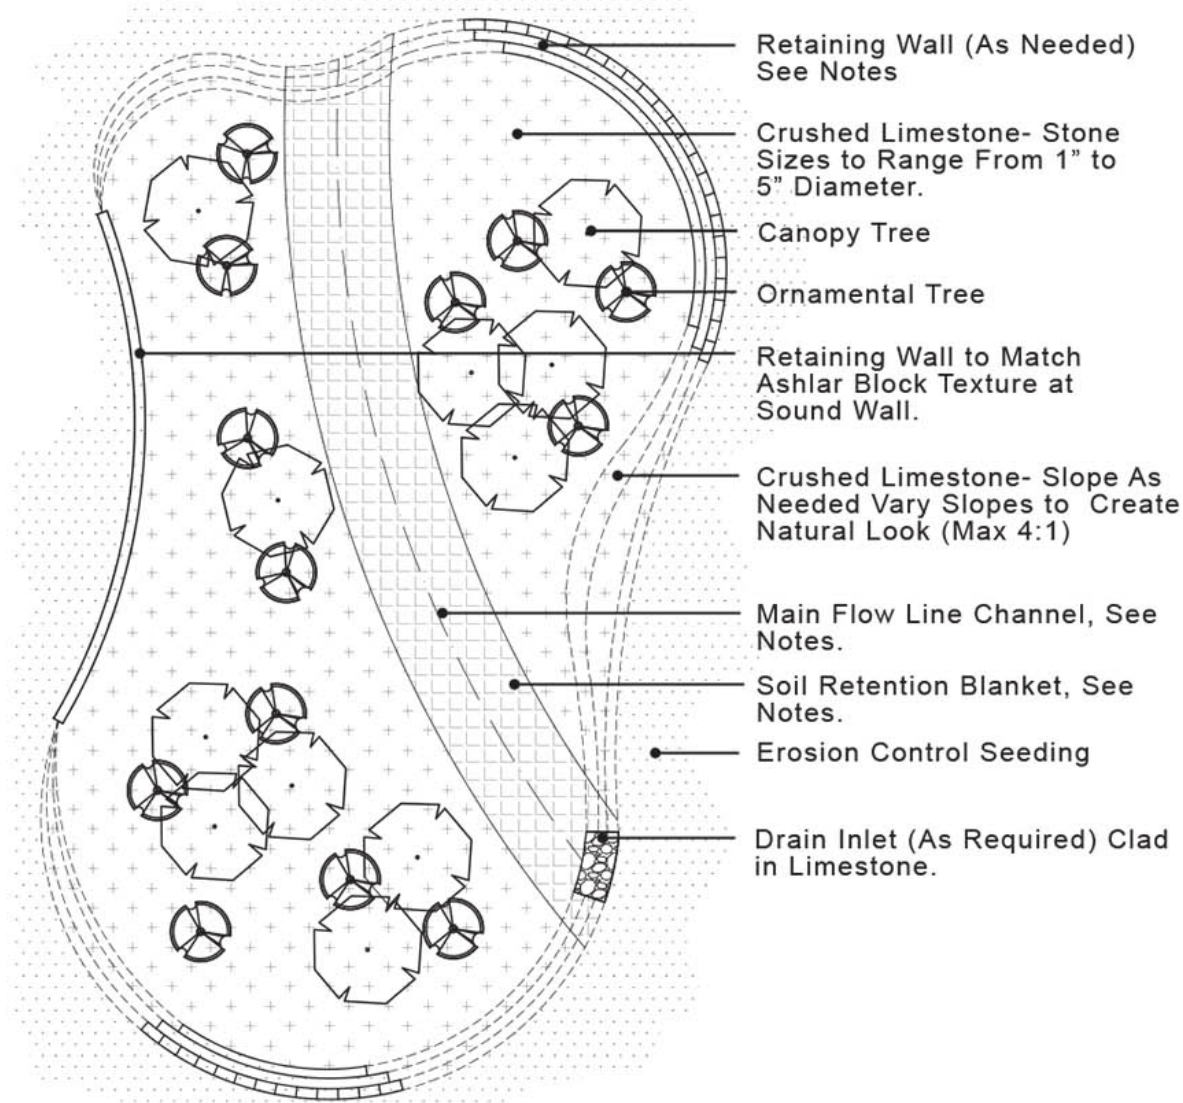 Retaining Wall (As Needed)
See Notes
Crushed Limestone- Stone
Sizes to Range From 1” to
5” Diameter.
Canopy Tree
Ornamental Tree
Retaining Wall to Match
Ashlar Block Texture at
Sound Wall.
Crushed Limestone- Slope As
Needed Vary Slopes to Create
Natural Look (Max 4:1)
Main Flow Line Channel, See
Notes.
Soil Retention Blanket, See
Notes.
Erosion Control Seeding
Drain Inlet (As Required) Clad
in Limestone.